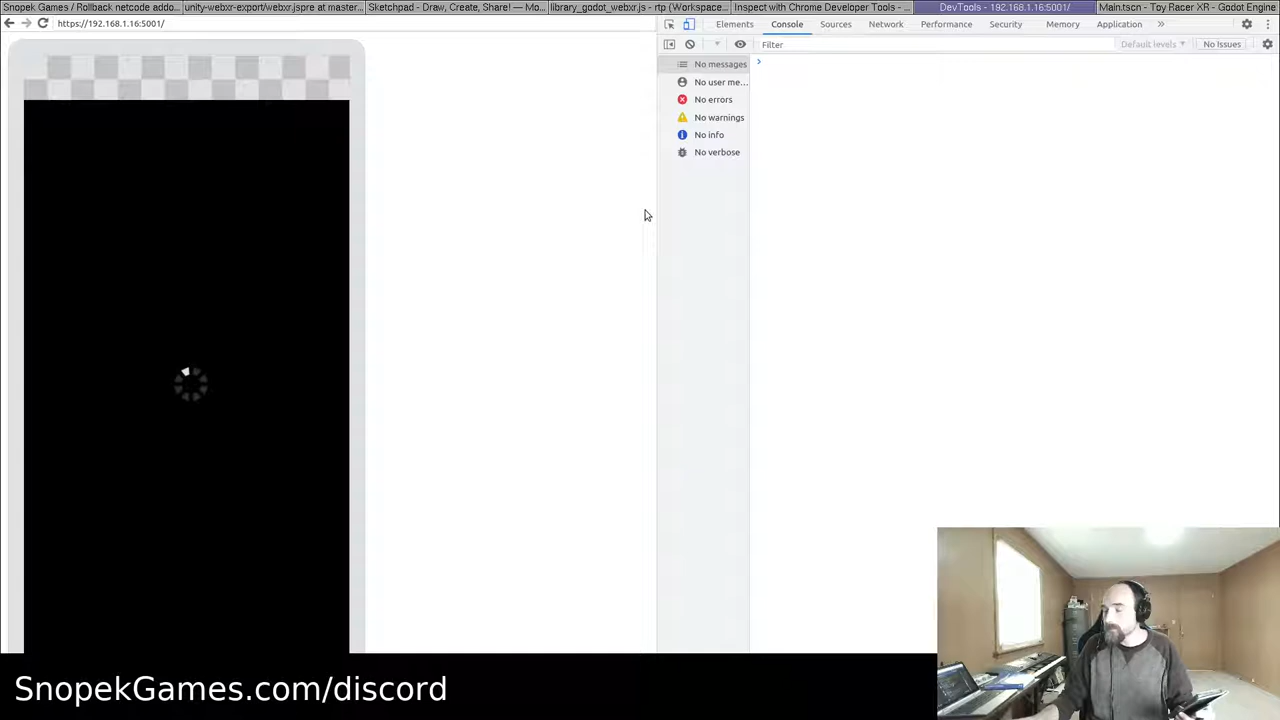 Snopek Games / Rollback netcode addo...
unity-webxr-export/webxr.jspre at master...
Sketchpad - Draw, Create, Share! — Mo...
library_godot_webxr.js - rtp (Workspace...
Inspect with Chrome Developer Tools - ...
DevTools - 192.168.1.16:5001/
Main.tscn - Toy Racer XR - Godot Engine
https://192.168.1.16:5001/
Elements
Console
Sources
Network
Performance
Security
Memory
Application
»
Filter
Default levels
No Issues
No messages
No user me...
No errors
No warnings
No info
No verbose
SnopekGames.com/discord